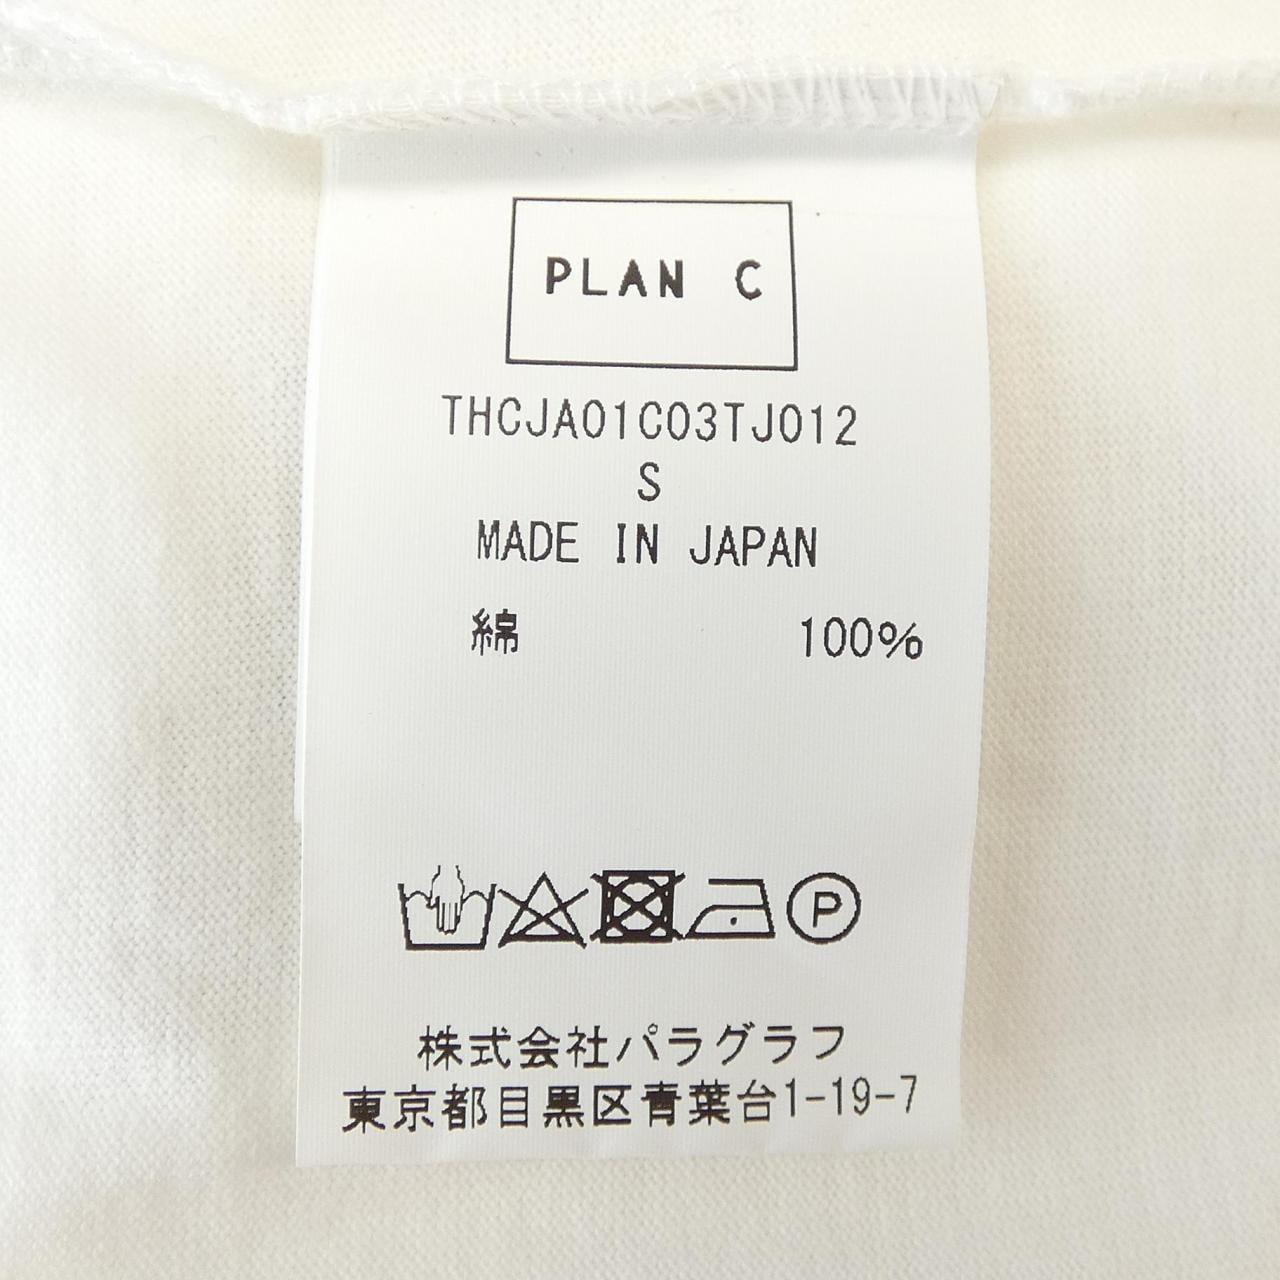 PLAN C
THCJA01C03TJ012
S
MADE IN JAPAN
綿 100%
P
株式会社パラグラフ
東京都目黒区青葉台1-19-7